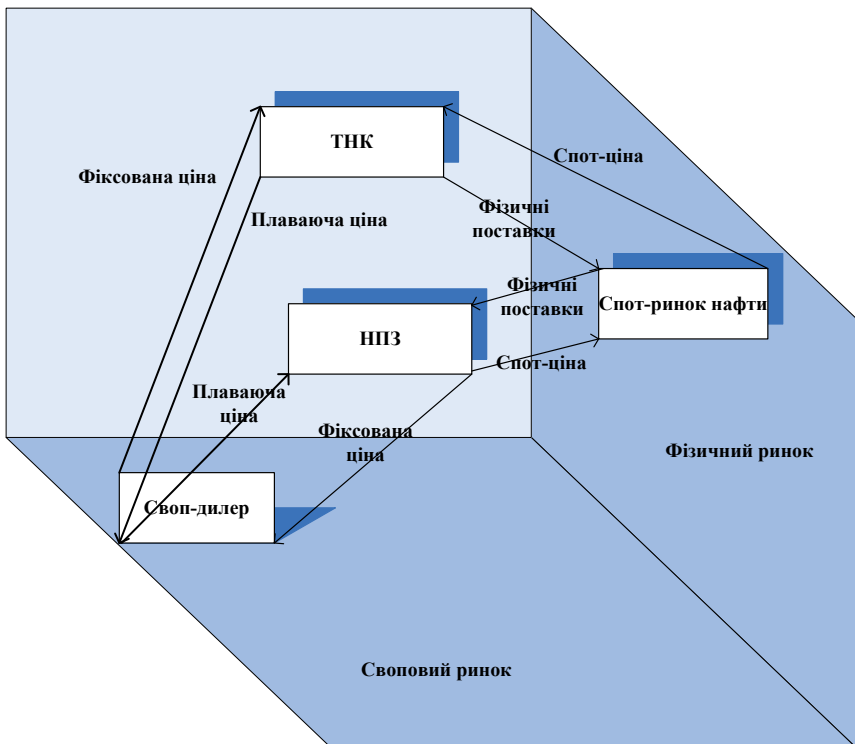 ТНК
Спот-ціна
Фіксована ціна
Плаваюча ціна
Фізичні
поставки
Фізичні
поставки
Спот-ринок нафти
НПЗ
Спот-ціна
Плаваюча
ціна
Фіксована
ціна
Фізичний ринок
Своп-дилер
Своповий ринок